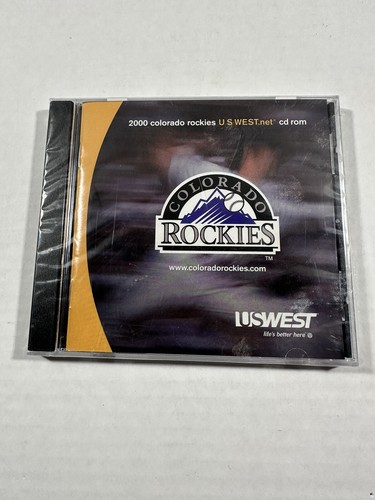 2000 colorado rockies U S WEST.net® cd rom
COLORADO
ROCKIES
TM
www.coloradorockies.com
USWEST
life's better here ®